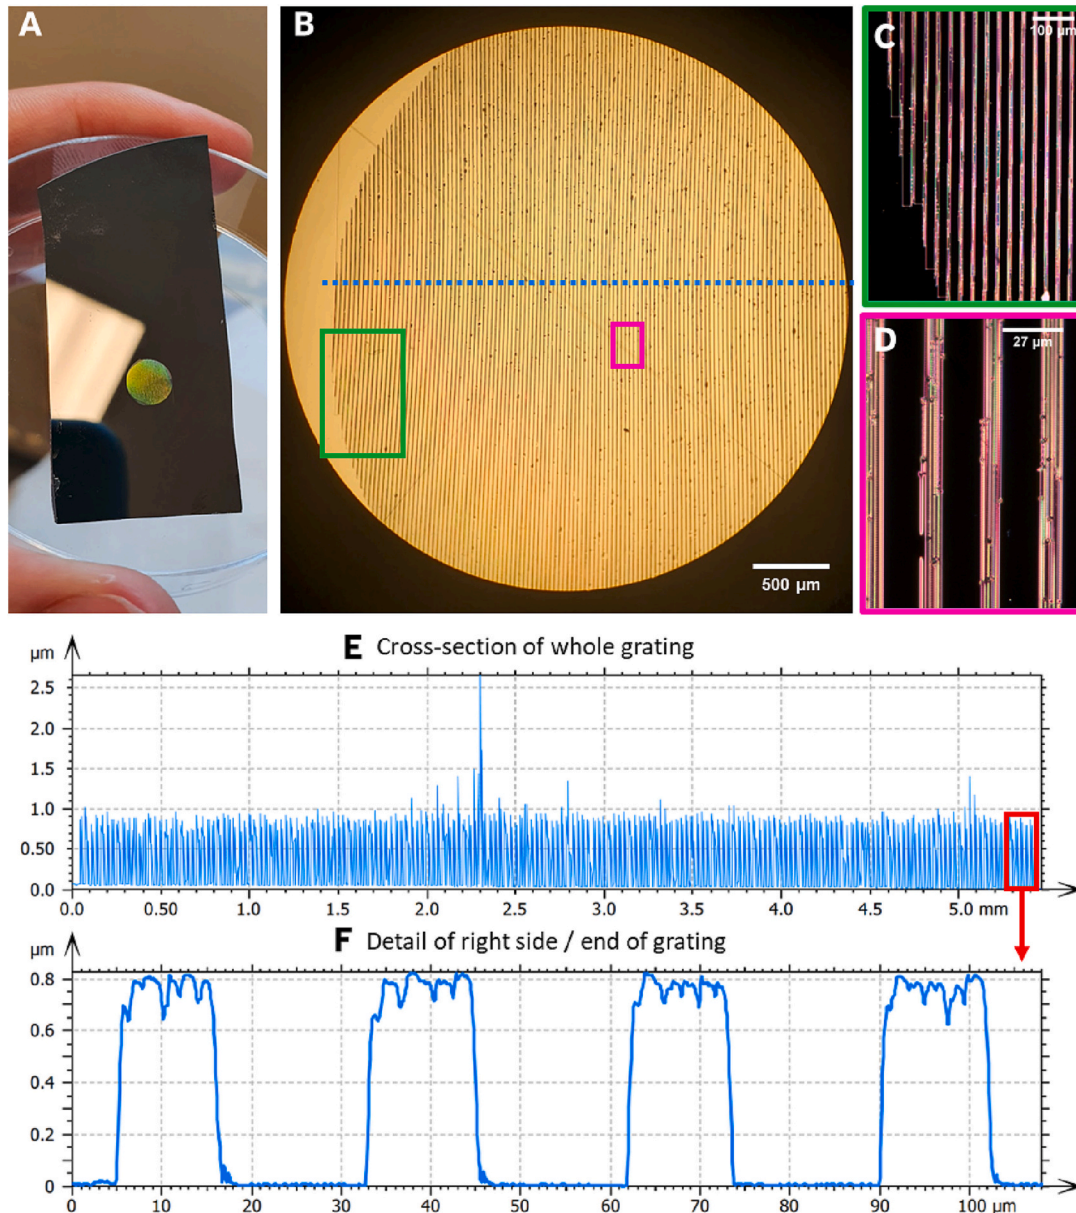 A
B
C
100 µm
D
27 µm
500 µm
E Cross-section of whole grating
µm
2.5
2.0
1.5
1.0
0.50
0.0
0.0 0.50 1.0 1.5 2.0 2.5 3.0 3.5 4.0 4.5 5.0 mm
F Detail of right side / end of grating
µm
0.8
0.6
0.4
0.2
0
0 10 20 30 40 50 60 70 80 90 100 µm